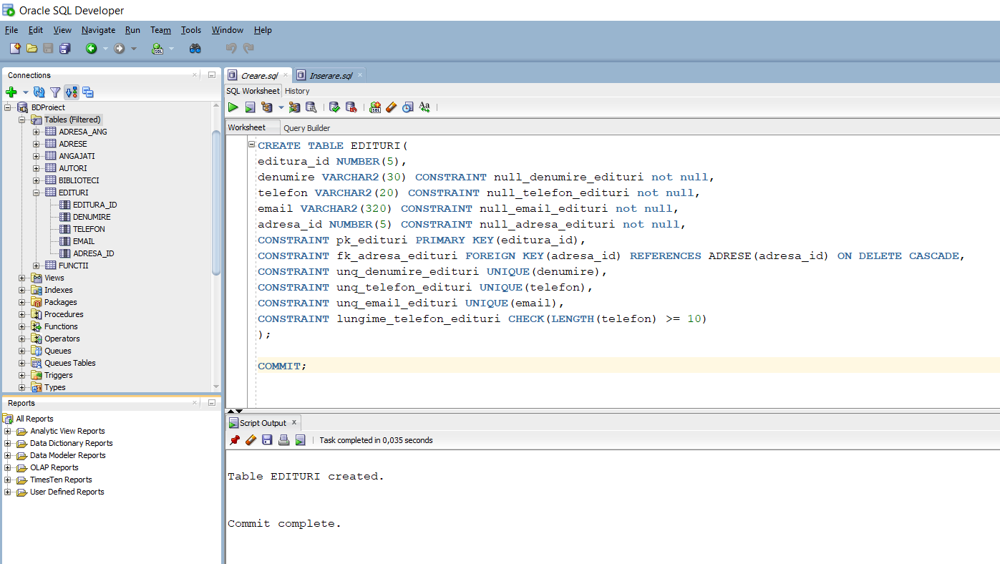 Oracle SQL Developer
File Edit View Navigate Run Team Tools Window Help
Connections
BDProject
Tables (Filtered)
ADRESA_ANG
ADRESE
ANGAJATI
AUTORI
BIBLIOTECI
EDITURI
EDITURA_ID
DENUMIRE
TELEFON
EMAIL
ADRESA_ID
FUNCTII
Views
Indexes
Packages
Procedures
Functions
Operators
Queues
Queues Tables
Triggers
Types
Reports
All Reports
Analytic View Reports
Data Dictionary Reports
Data Modeler Reports
OLAP Reports
TimesTen Reports
User Defined Reports
Creare.sql Inserare.sql
SQL Worksheet History
Worksheet Query Builder
CREATE TABLE EDITURI(
editura_id NUMBER(5),
denumire VARCHAR2(30) CONSTRAINT null_denumire_edituri not null,
telefon VARCHAR2(20) CONSTRAINT null_telefon_edituri not null,
email VARCHAR2(320) CONSTRAINT null_email_edituri not null,
adresa_id NUMBER(5) CONSTRAINT null_adresa_edituri not null,
CONSTRAINT pk_edituri PRIMARY KEY(editura_id),
CONSTRAINT fk_adresa_edituri FOREIGN KEY(adresa_id) REFERENCES ADRESE(adresa_id) ON DELETE CASCADE,
CONSTRAINT unq_denumire_edituri UNIQUE(denumire),
CONSTRAINT unq_telefon_edituri UNIQUE(telefon),
CONSTRAINT unq_email_edituri UNIQUE(email),
CONSTRAINT lungime_telefon_edituri CHECK(LENGTH(telefon) >= 10)
);
COMMIT;
Script Output
Task completed in 0,035 seconds
Table EDITURI created.
Commit complete.